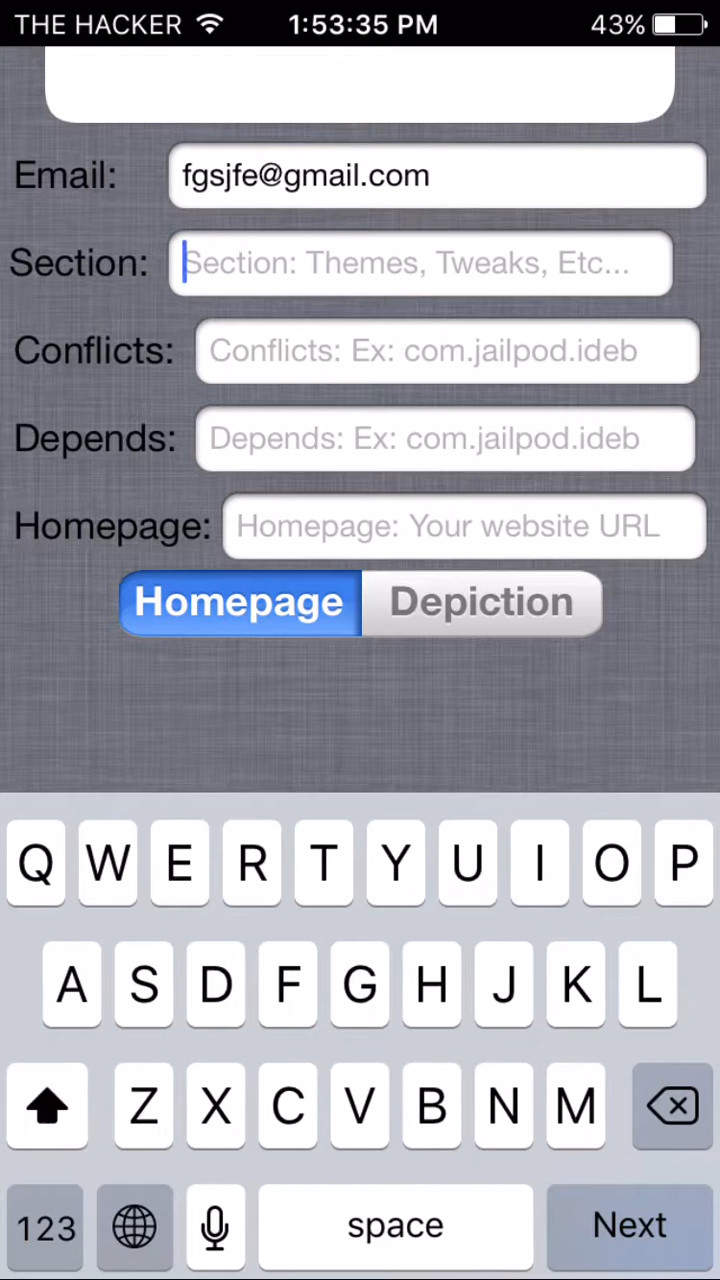 THE HACKER 1:53:35 PM 43%
Email: fgsjfe@gmail.com
Section: Section: Themes, Tweaks, Etc...
Conflicts: Conflicts: Ex: com.jailpod.ideb
Depends: Depends: Ex: com.jailpod.ideb
Homepage: Homepage: Your website URL
Homepage Depiction
Q W E R T Y U I O P
A S D F G H J K L
Z X C V B N M
123 space Next